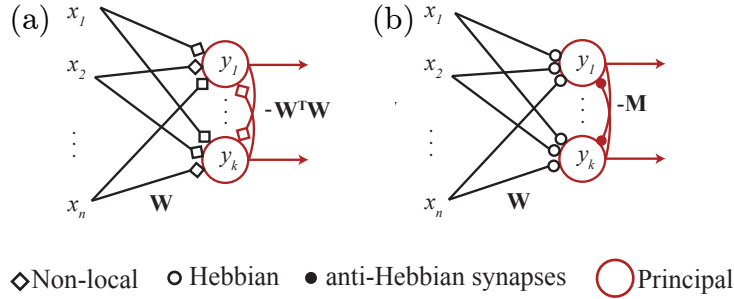 (a)
x₁
x₂
⋮
xₙ
W
y₁
⋮
yₖ
-WᵀW
(b)
x₁
x₂
⋮
xₙ
W
y₁
⋮
yₖ
-M
Non-local Hebbian anti-Hebbian synapses Principal